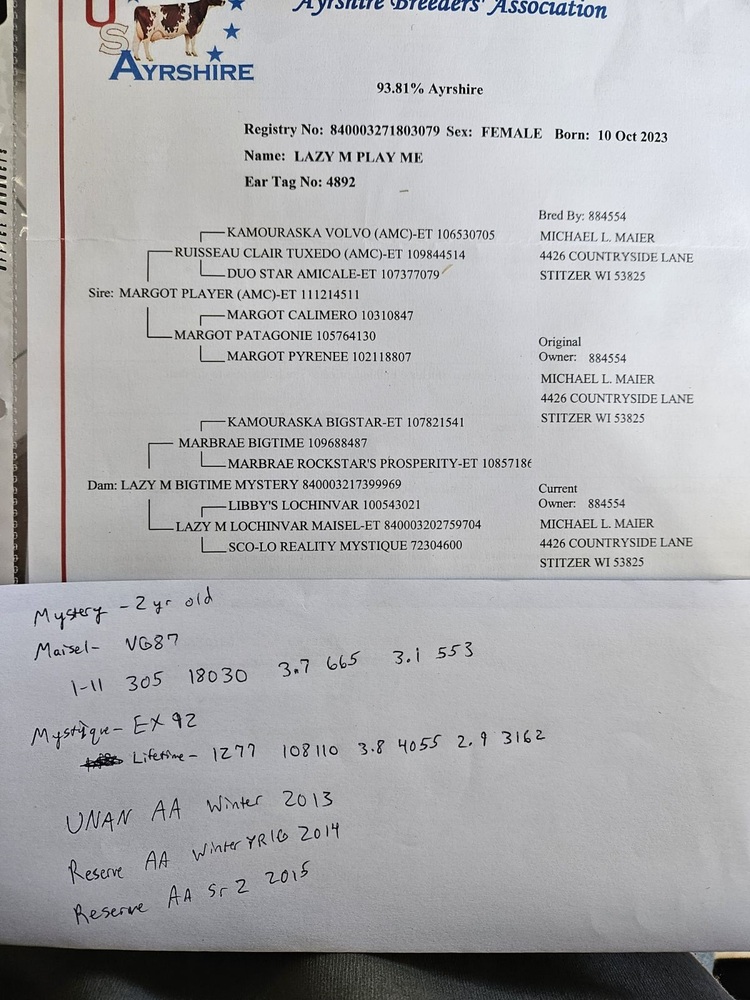 U
S
AYRSHIRE
Ayrshire Breeders' Association
93.81% Ayrshire
Registry No: 840003271803079 Sex: FEMALE Born: 10 Oct 2023
Name: LAZY M PLAY ME
Ear Tag No: 4892
Bred By: 884554
MICHAEL L. MAIER
4426 COUNTRYSIDE LANE
STITZER WI 53825
KAMOURASKA VOLVO (AMC)-ET 106530705
RUISSEAU CLAIR TUXEDO (AMC)-ET 109844514
DUO STAR AMICALE-ET 107377079
Sire: MARGOT PLAYER (AMC)-ET 111214511
MARGOT CALIMERO 10310847
MARGOT PATAGONIE 105764130
MARGOT PYRENEE 102118807
Original
Owner: 884554
MICHAEL L. MAIER
4426 COUNTRYSIDE LANE
STITZER WI 53825
KAMOURASKA BIGSTAR-ET 107821541
MARBRAE BIGTIME 109688487
MARBRAE ROCKSTAR'S PROSPERITY-ET 10857186
Dam: LAZY M BIGTIME MYSTERY 840003217399969
LIBBY'S LOCHINVAR 100543021
LAZY M LOCHINVAR MAISEL-ET 840003202759704
SCO-LO REALITY MYSTIQUE 72304600
Current
Owner: 884554
MICHAEL L. MAIER
4426 COUNTRYSIDE LANE
STITZER WI 53825
Mystery - 2 yr old
Maisel- VG87
1-11 305 18030 3.7 665 3.1 553
Mystique- EX 92
Lifetime- 1277 108110 3.8 4055 2.9 3162
UNAN AA Winter 2013
Reserve AA Winter YRLG 2014
Reserve AA Sr 2 2015